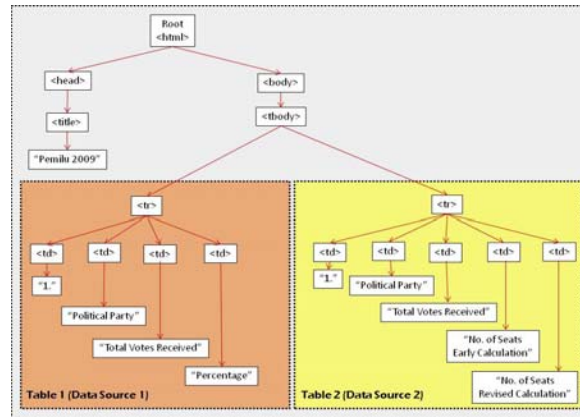 Root
<html>
<head>
<body>
<title>
<tbody>
"Pemilu 2009"
<tr>
<tr>
<td>
<td>
<td>
<td>
<td>
<td>
<td>
<td>
<td>
"1."
"1."
"Political Party"
"Political Party"
"Total Votes Received"
"Total Votes Received"
"No. of Seats
Early Calculation"
"Percentage"
"No. of Seats
Revised Calculation"
Table 1 (Data Source 1)
Table 2 (Data Source 2)